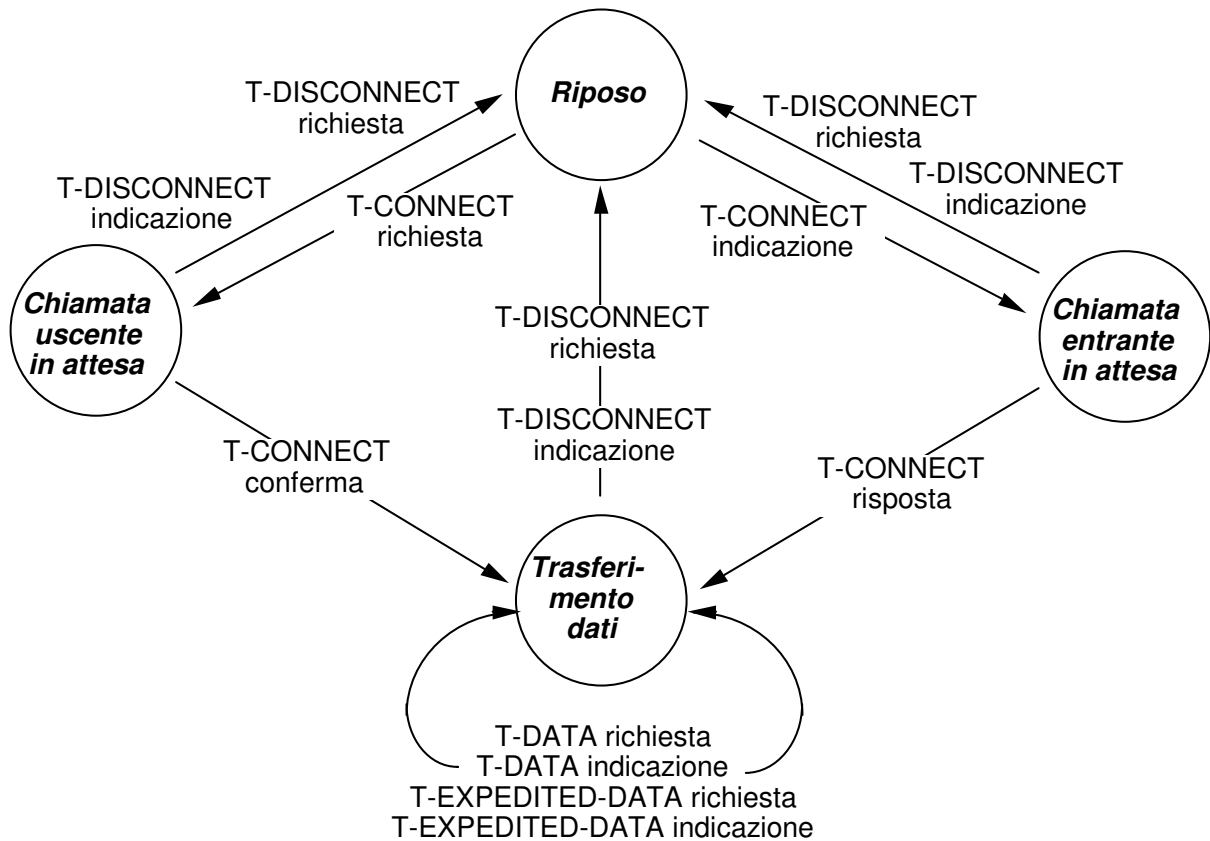 T-DISCONNECT
richiesta
Riposo
T-DISCONNECT
richiesta
T-DISCONNECT
indicazione
T-CONNECT
richiesta
T-CONNECT
indicazione
T-DISCONNECT
indicazione
Chiamata
uscente
in attesa
T-DISCONNECT
richiesta
Chiamata
entrante
in attesa
T-CONNECT
conferma
T-DISCONNECT
indicazione
T-CONNECT
risposta
Trasferi-
mento
dati
T-DATA richiesta
T-DATA indicazione
T-EXPEDITED-DATA richiesta
T-EXPEDITED-DATA indicazione